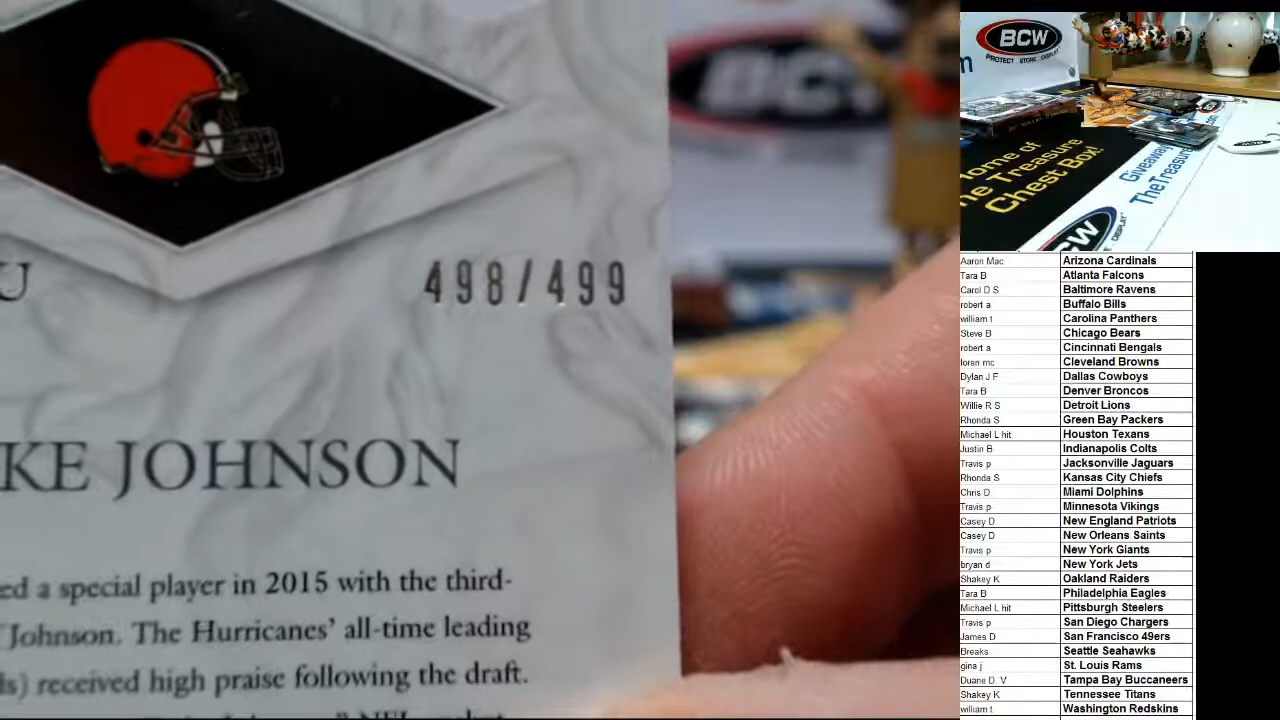 U
498/499
KE JOHNSON
ed a special player in 2015 with the third-
Johnson. The Hurricanes' all-time leading
ls) received high praise following the draft.
BCW
BCW
PROTECT STORE DISPLAY
Home of
the Treasure
Chest Box!
Giveaway
TheTreasure
BCW
DISPLAY
Aaron Mac Arizona Cardinals
Tara B Atlanta Falcons
Carol D S Baltimore Ravens
robert a Buffalo Bills
william t Carolina Panthers
Steve B Chicago Bears
robert a Cincinnati Bengals
loren mc Cleveland Browns
Dylan J F Dallas Cowboys
Tara B Denver Broncos
Willie R S Detroit Lions
Rhonda S Green Bay Packers
Michael L hit Houston Texans
Justin B Indianapolis Colts
Travis p Jacksonville Jaguars
Rhonda S Kansas City Chiefs
Chris D Miami Dolphins
Travis p Minnesota Vikings
Casey D New England Patriots
Casey D New Orleans Saints
Travis p New York Giants
bryan d New York Jets
Shakey K Oakland Raiders
Tara B Philadelphia Eagles
Michael L hit Pittsburgh Steelers
Travis p San Diego Chargers
James D San Francisco 49ers
Breaks Seattle Seahawks
gina j St. Louis Rams
Duane D. V Tampa Bay Buccaneers
Shakey K Tennessee Titans
william t Washington Redskins